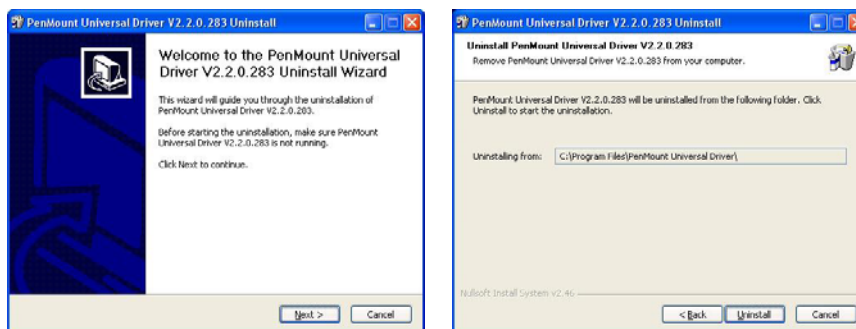 PenMount Universal Driver V2.2.0.283 Uninstall
Welcome to the PenMount Universal
Driver V2.2.0.283 Uninstall Wizard
This wizard will guide you through the uninstallation of
PenMount Universal Driver V2.2.0.283.
Before starting the uninstallation, make sure PenMount
Universal Driver V2.2.0.283 is not running.
Click Next to continue.
Next >
Cancel
PenMount Universal Driver V2.2.0.283 Uninstall
Uninstall PenMount Universal Driver V2.2.0.283
Remove PenMount Universal Driver V2.2.0.283 from your computer.
PenMount Universal Driver V2.2.0.283 will be uninstalled from the following folder. Click
Uninstall to start the uninstallation.
Uninstalling from:
C:\Program Files\PenMount Universal Driver\
Nullsoft Install System v2.46
< Back
Uninstall
Cancel